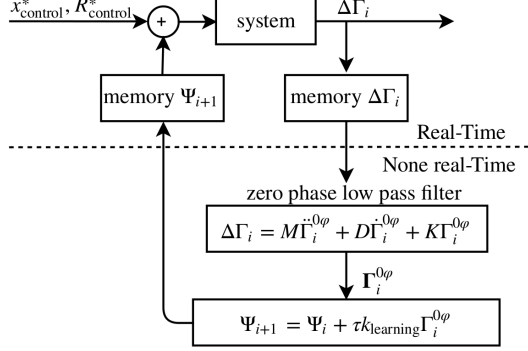 x*control, R*control
ΔΓi
+
system
memory Ψi+1
memory ΔΓi
Real-Time
None real-Time
zero phase low pass filter
ΔΓi = MΓ̈i0φ + DΓ̇i0φ + KΓi0φ
Γi0φ
Ψi+1 = Ψi + τklearningΓi0φ